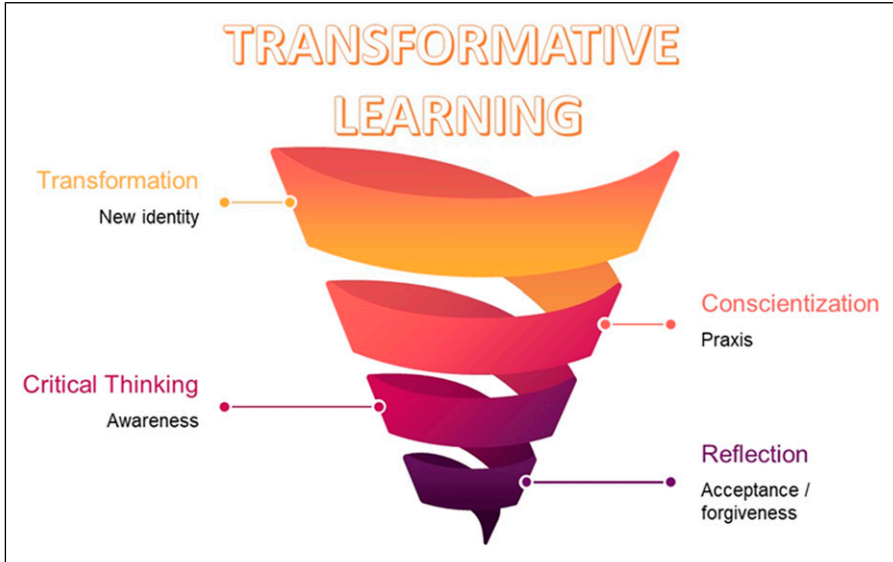 TRANSFORMATIVE
LEARNING
Transformation
New identity
Conscientization
Praxis
Critical Thinking
Awareness
Reflection
Acceptance /
forgiveness